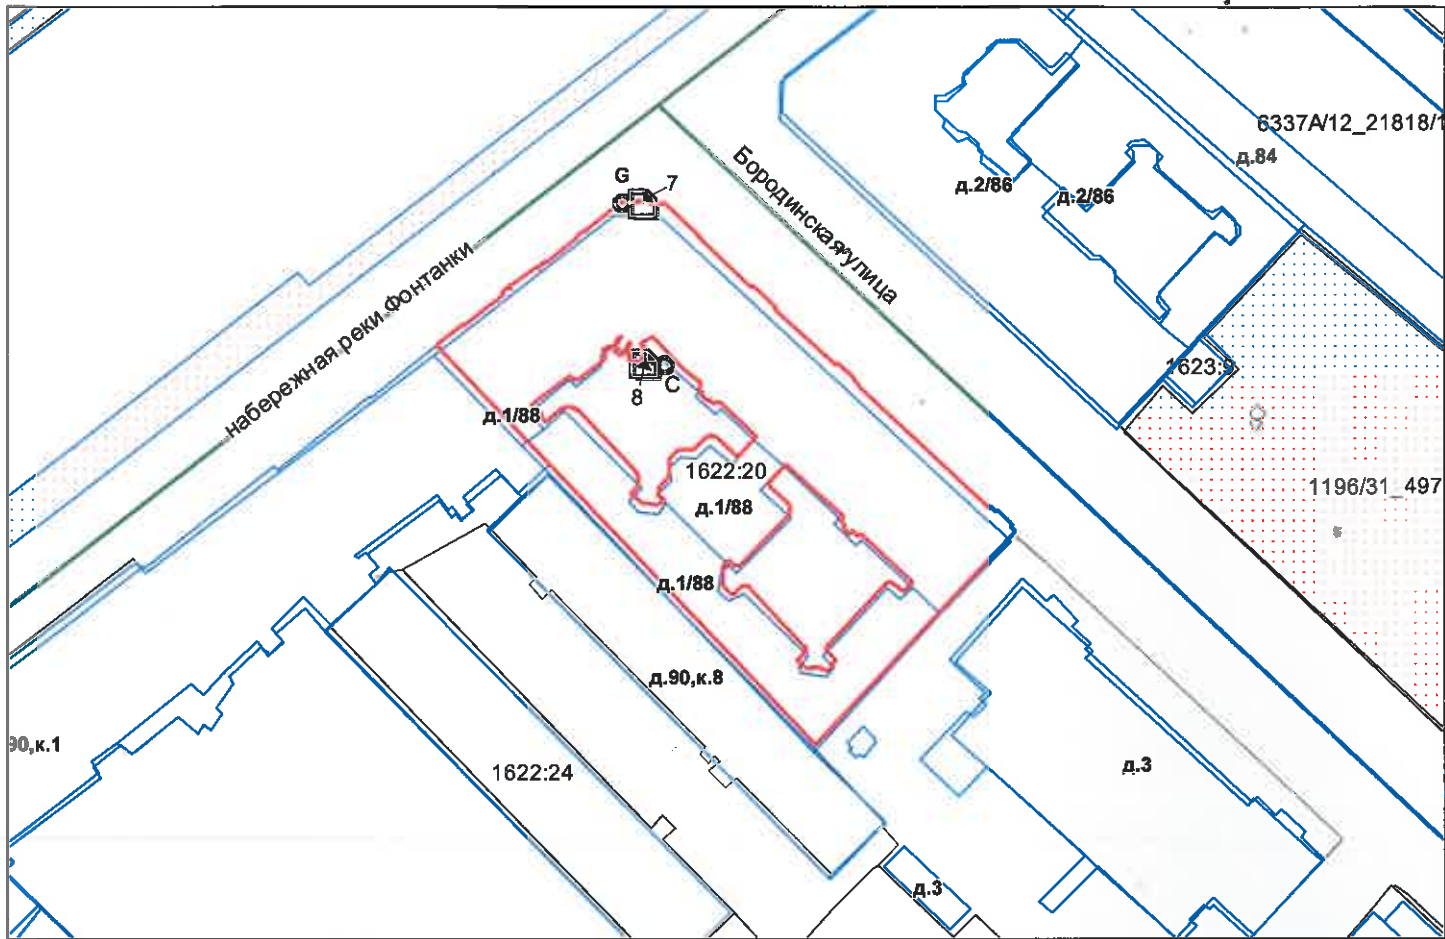 6337А/12_21818/1
д.84
Бородинская улица
G
7
д.2/86
д.2/86
набережная реки Фонтанки
1623:9
8
C
д.1/88
1622:20
д.1/88
1196/31_497
д.1/88
д.90,к.8
90,к.1
1622:24
д.3
д.3